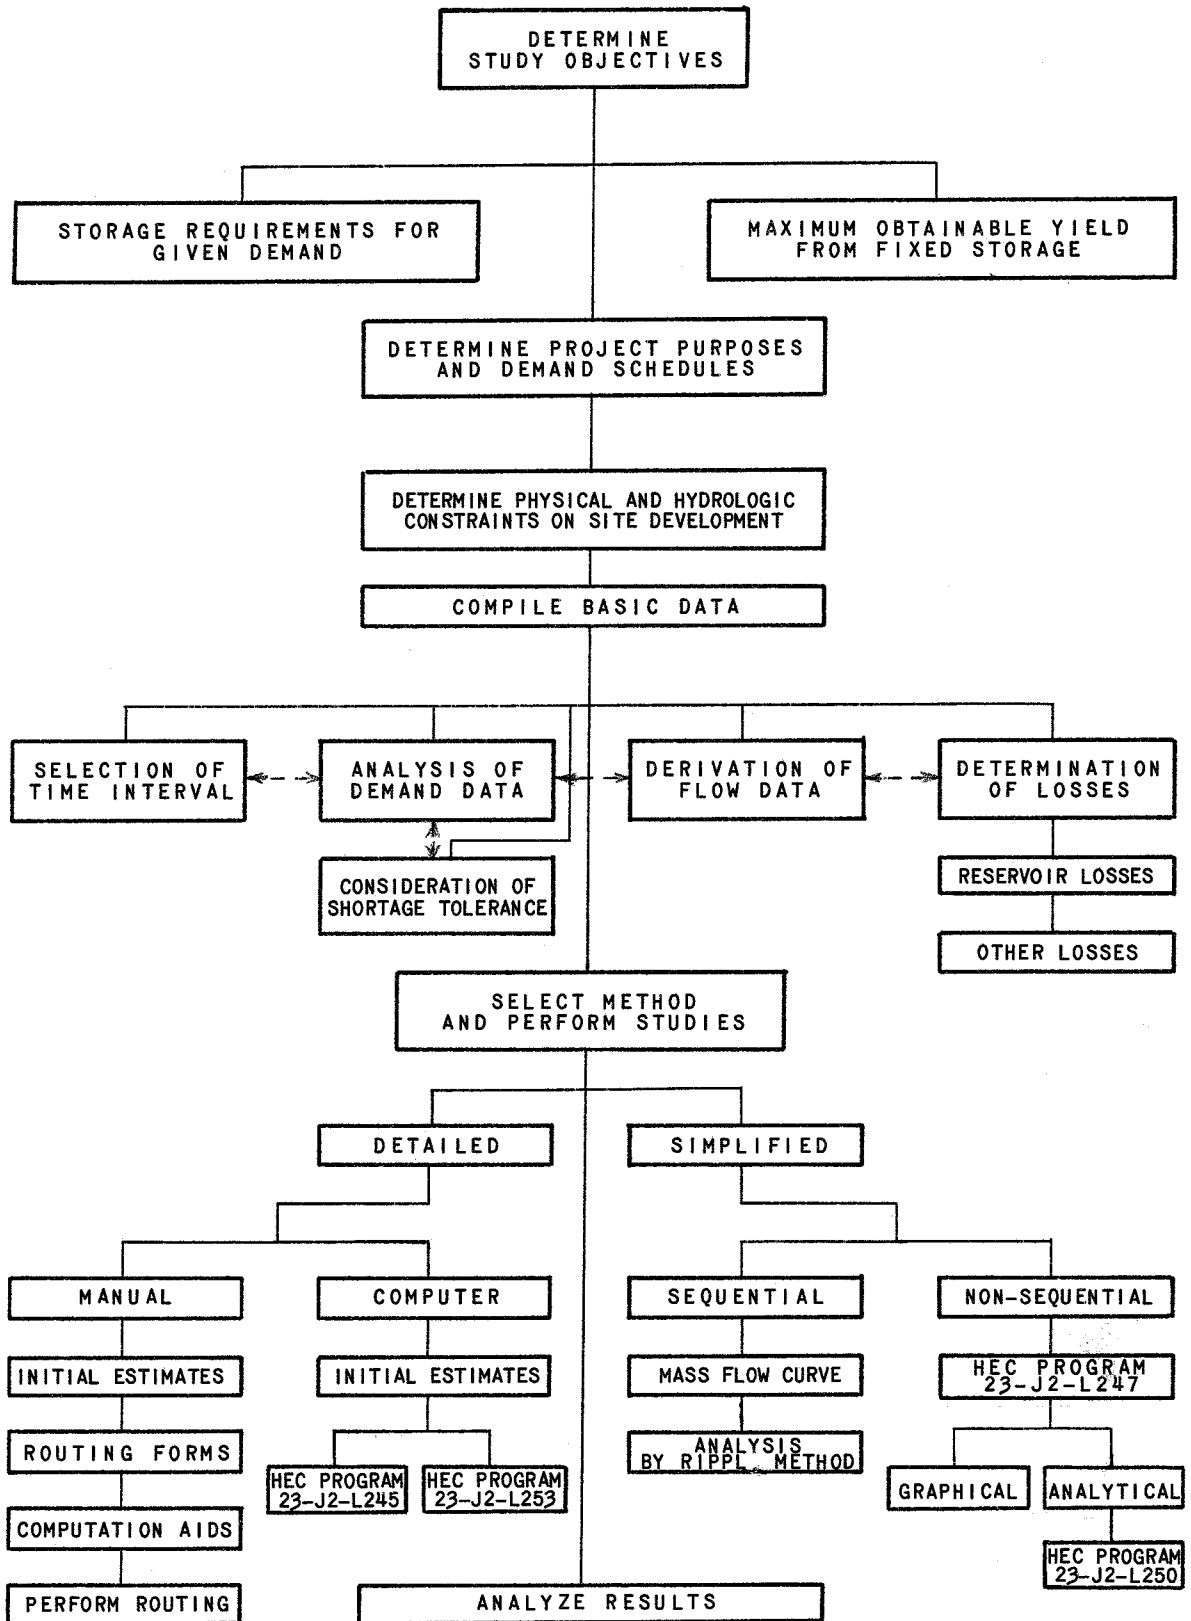 DETERMINE
STUDY OBJECTIVES
STORAGE REQUIREMENTS FOR
GIVEN DEMAND
MAXIMUM OBTAINABLE YIELD
FROM FIXED STORAGE
DETERMINE PROJECT PURPOSES
AND DEMAND SCHEDULES
DETERMINE PHYSICAL AND HYDROLOGIC
CONSTRAINTS ON SITE DEVELOPMENT
COMPILE BASIC DATA
SELECTION OF
TIME INTERVAL
ANALYSIS OF
DEMAND DATA
DERIVATION OF
FLOW DATA
DETERMINATION
OF LOSSES
CONSIDERATION OF
SHORTAGE TOLERANCE
RESERVOIR LOSSES
OTHER LOSSES
SELECT METHOD
AND PERFORM STUDIES
DETAILED
SIMPLIFIED
MANUAL
COMPUTER
SEQUENTIAL
NON-SEQUENTIAL
INITIAL ESTIMATES
INITIAL ESTIMATES
MASS FLOW CURVE
HEC PROGRAM
23-J2-L247
ROUTING FORMS
HEC PROGRAM
23-J2-L245
HEC PROGRAM
23-J2-L253
ANALYSIS
BY RIPPL METHOD
GRAPHICAL
ANALYTICAL
COMPUTATION AIDS
HEC PROGRAM
23-J2-L250
PERFORM ROUTING
ANALYZE RESULTS